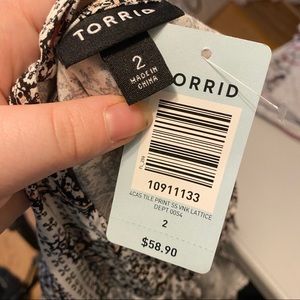 TORRID
2
MADE IN
CHINA
TORRID
10911133
4CAS TILE PRINT SS VNK LATTICE
DEPT 0054
2
$58.90